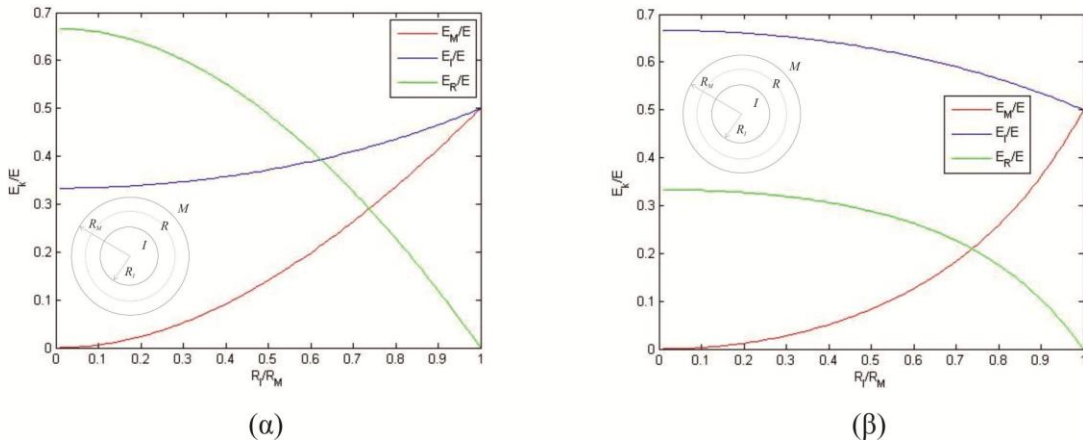 0.7
0.6
0.5
0.4
0.3
0.2
0.1
0
E_k/E
0 0.1 0.2 0.3 0.4 0.5 0.6 0.7 0.8 0.9 1
R_I/R_M
E_M/E
E_I/E
E_R/E
M
R_M
R
I
R_I
(α)
0.7
0.6
0.5
0.4
0.3
0.2
0.1
0
E_k/E
0 0.1 0.2 0.3 0.4 0.5 0.6 0.7 0.8 0.9 1
R_I/R_M
E_M/E
E_I/E
E_R/E
M
R_M
R
I
R_I
(β)